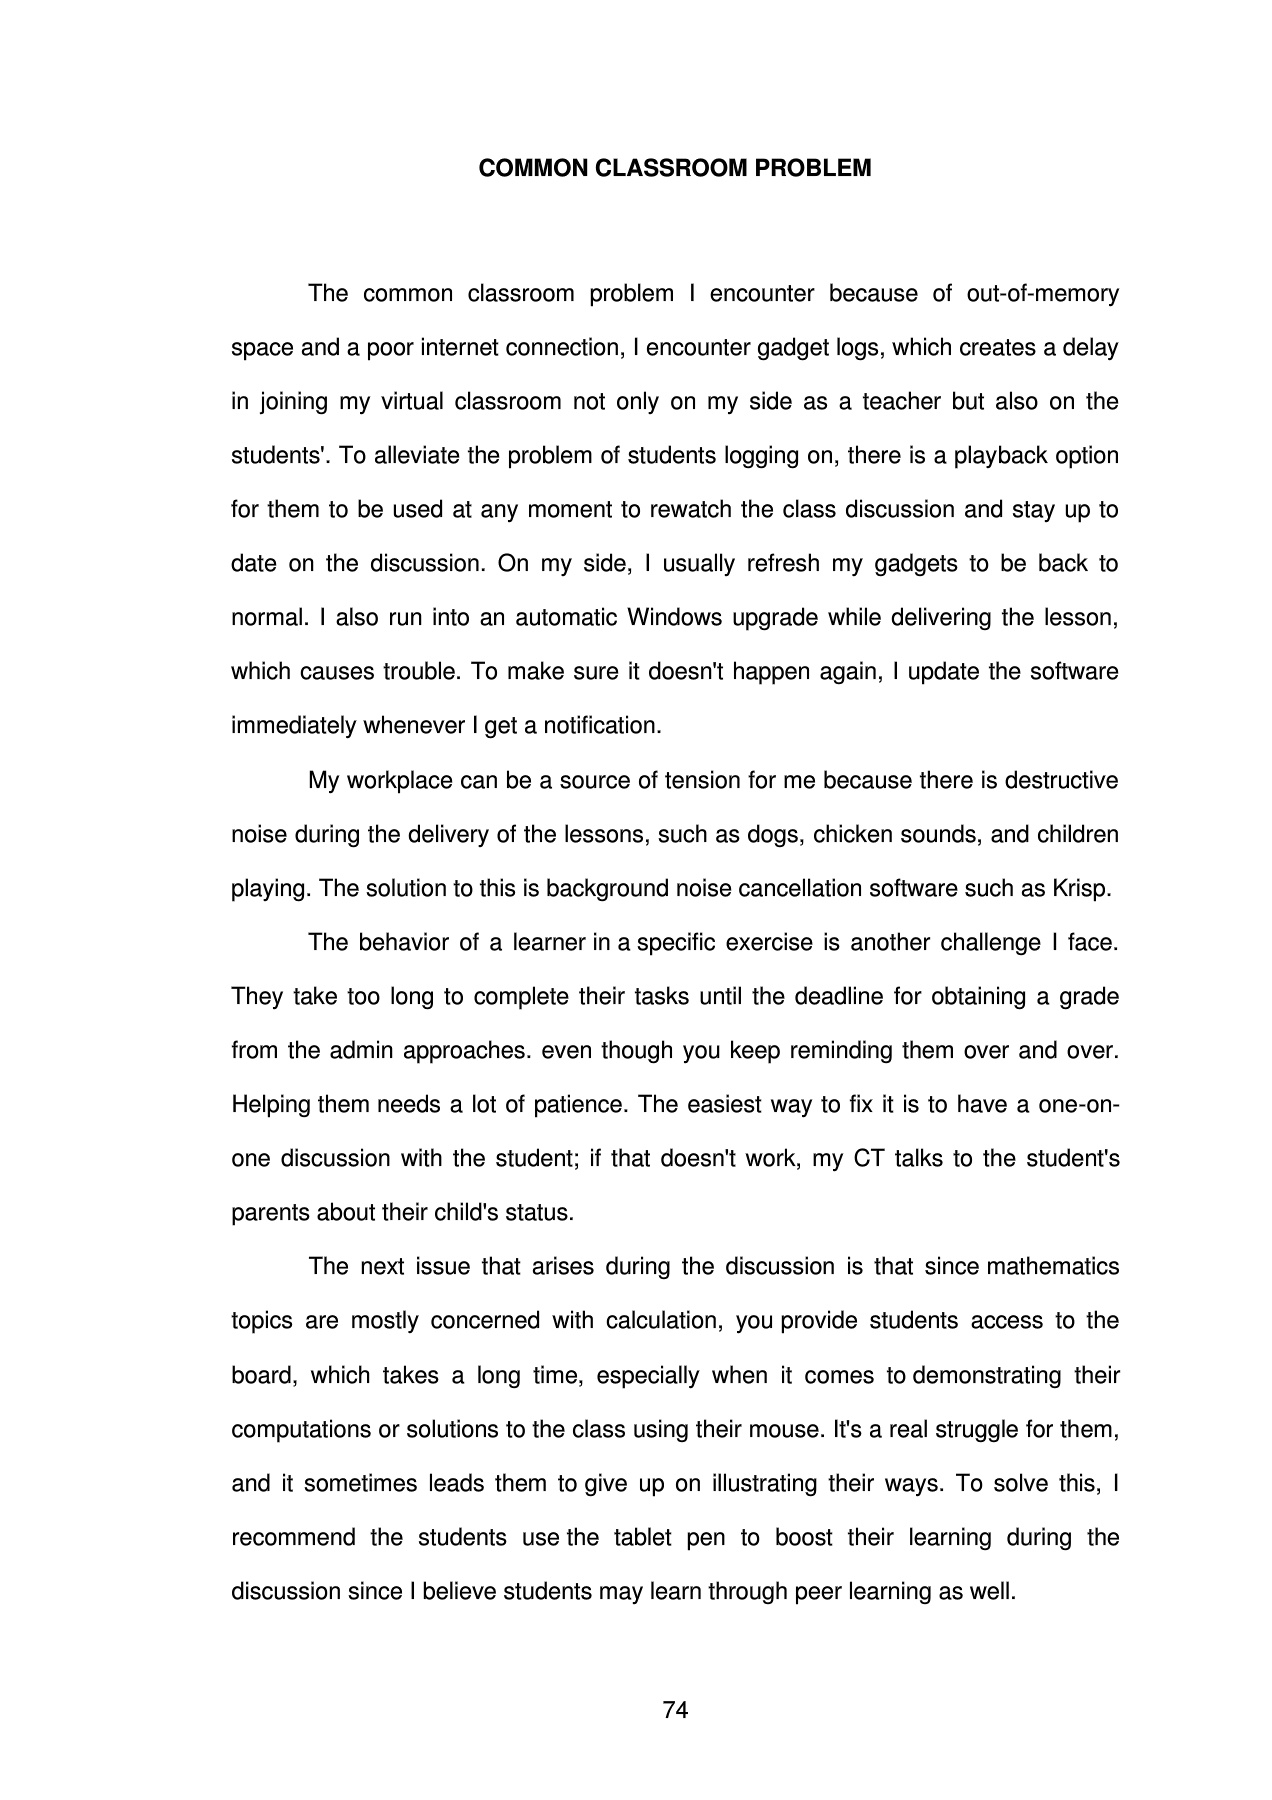 COMMON CLASSROOM PROBLEM
The common classroom problem I encounter because of out-of-memory
space and a poor internet connection, I encounter gadget logs, which creates a delay
in joining my virtual classroom not only on my side as a teacher but also on the
students'. To alleviate the problem of students logging on, there is a playback option
for them to be used at any moment to rewatch the class discussion and stay up to
date on the discussion. On my side, I usually refresh my gadgets to be back to
normal. I also run into an automatic Windows upgrade while delivering the lesson,
which causes trouble. To make sure it doesn't happen again, I update the software
immediately whenever I get a notification.
My workplace can be a source of tension for me because there is destructive
noise during the delivery of the lessons, such as dogs, chicken sounds, and children
playing. The solution to this is background noise cancellation software such as Krisp.
The behavior of a learner in a specific exercise is another challenge I face.
They take too long to complete their tasks until the deadline for obtaining a grade
from the admin approaches. even though you keep reminding them over and over.
Helping them needs a lot of patience. The easiest way to fix it is to have a one-on-
one discussion with the student; if that doesn't work, my CT talks to the student's
parents about their child's status.
The next issue that arises during the discussion is that since mathematics
topics are mostly concerned with calculation, you provide students access to the
board, which takes a long time, especially when it comes to demonstrating their
computations or solutions to the class using their mouse. It's a real struggle for them,
and it sometimes leads them to give up on illustrating their ways. To solve this, I
recommend the students use the tablet pen to boost their learning during the
discussion since I believe students may learn through peer learning as well.
74